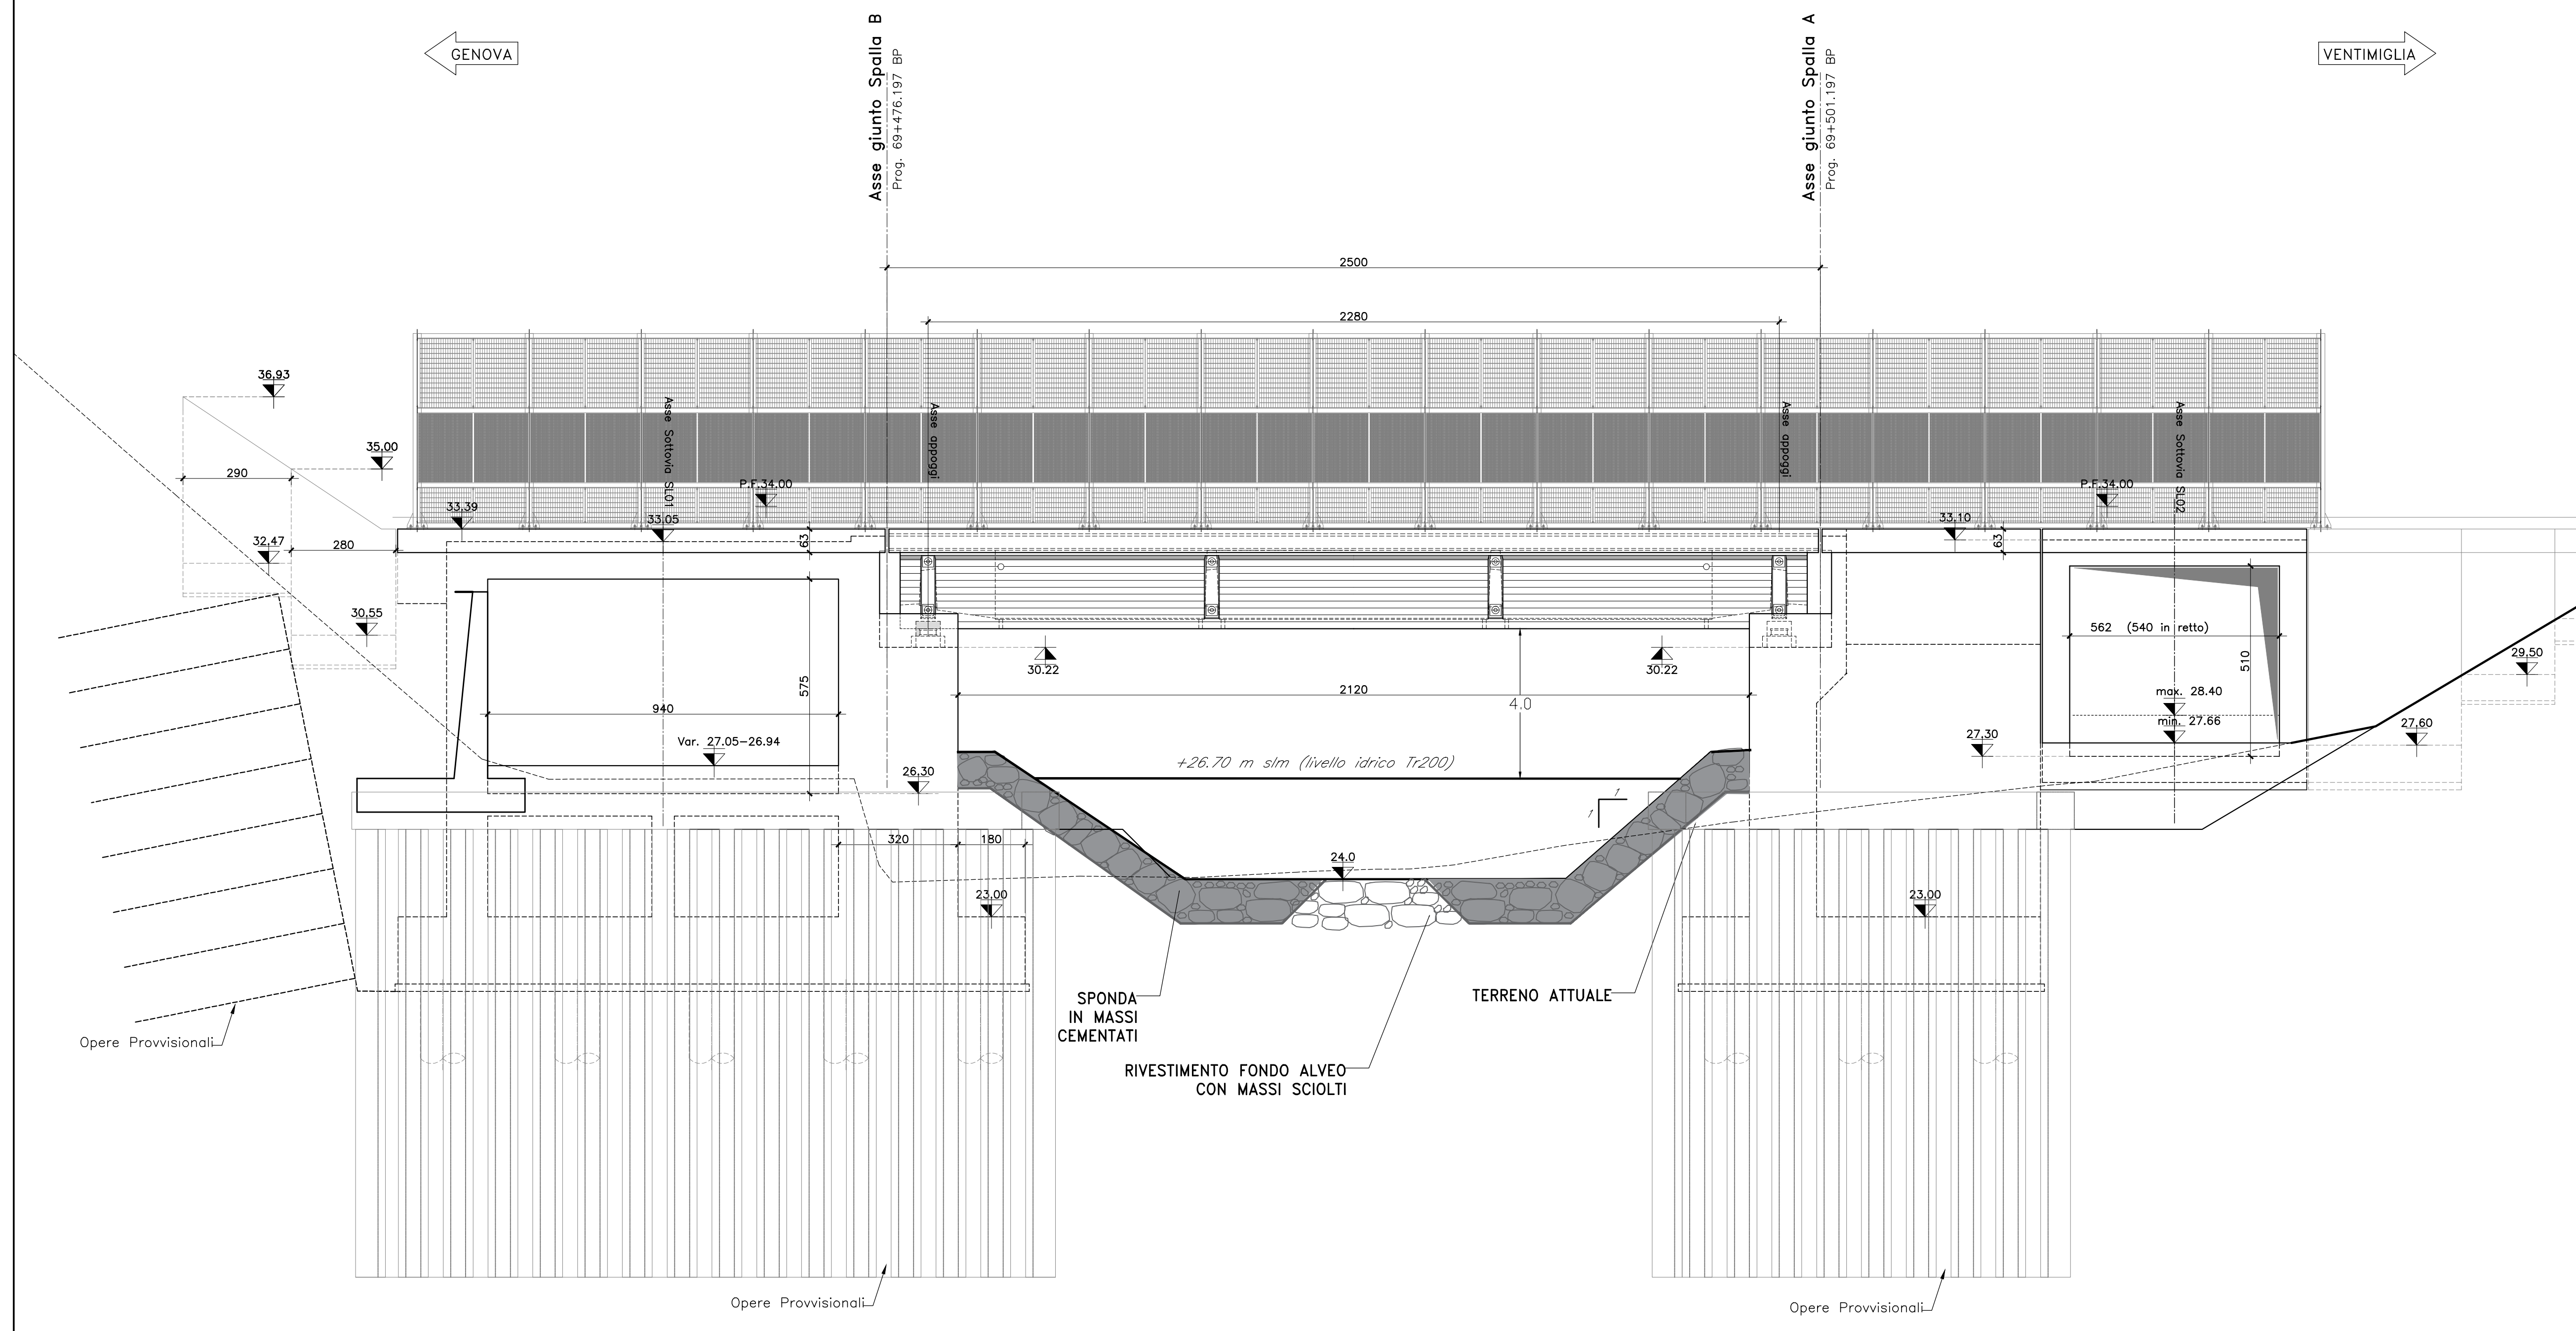 GENOVA
VENTIMIGLIA
Asse giunto Spalla B
Prog. 69+476.197 BP
Asse giunto Spalla A
Prog. 69+501.197 BP
2500
2280
36.93
35.00
290
33.39
32.47
280
30.55
Asse Sottovia SL01
33.05
P.F.34.00
63
Asse appoggi
Asse appoggi
P.F.34.00
Asse Sottovia SL02
33.10
63
30.22
30.22
562 (540 in retto)
510
29.50
max. 28.40
min. 27.66
27.60
27.30
575
940
Var. 27.05-26.94
2120
4.0
+26.70 m slm (livello idrico Tr200)
26.30
1
1
320
180
24.0
23.00
23.00
SPONDA
IN MASSI
CEMENTATI
TERRENO ATTUALE
RIVESTIMENTO FONDO ALVEO
CON MASSI SCIOLTI
Opere Provvisionali
Opere Provvisionali
Opere Provvisionali